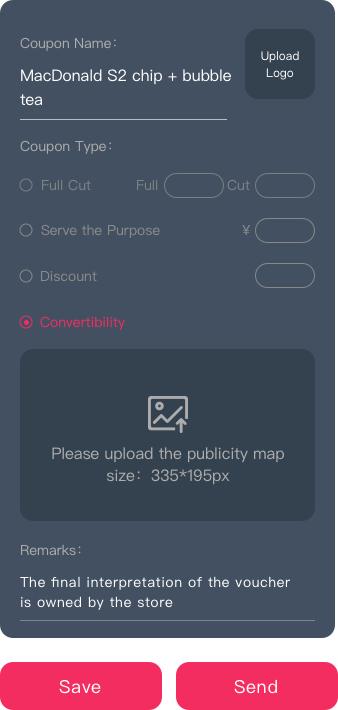 Coupon Name：
Upload
Logo
MacDonald S2 chip + bubble
tea
Coupon Type：
Full Cut Full Cut
Serve the Purpose ¥
Discount
Convertibility
Please upload the publicity map
size：335*195px
Remarks：
The final interpretation of the voucher
is owned by the store
Save Send